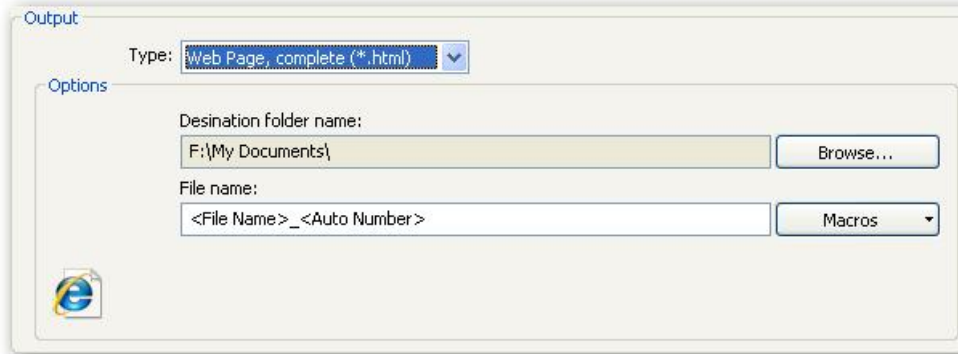 Output
Type: Web Page, complete (*.html)
Options
Desination folder name:
F:\My Documents\ Browse...
File name:
<File Name>_<Auto Number> Macros